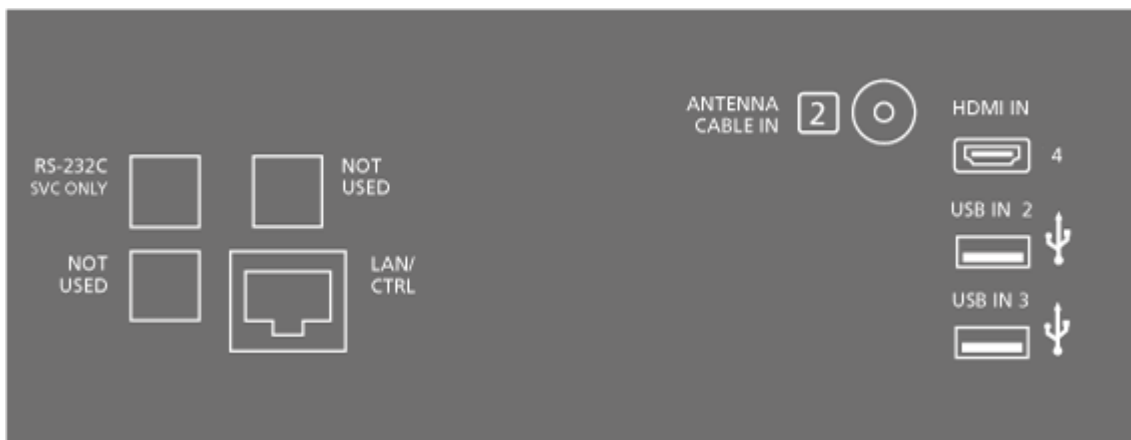 RS-232C
SVC ONLY
NOT
USED
NOT
USED
LAN/
CTRL
ANTENNA
CABLE IN
2
HDMI IN
4
USB IN 2
USB IN 3